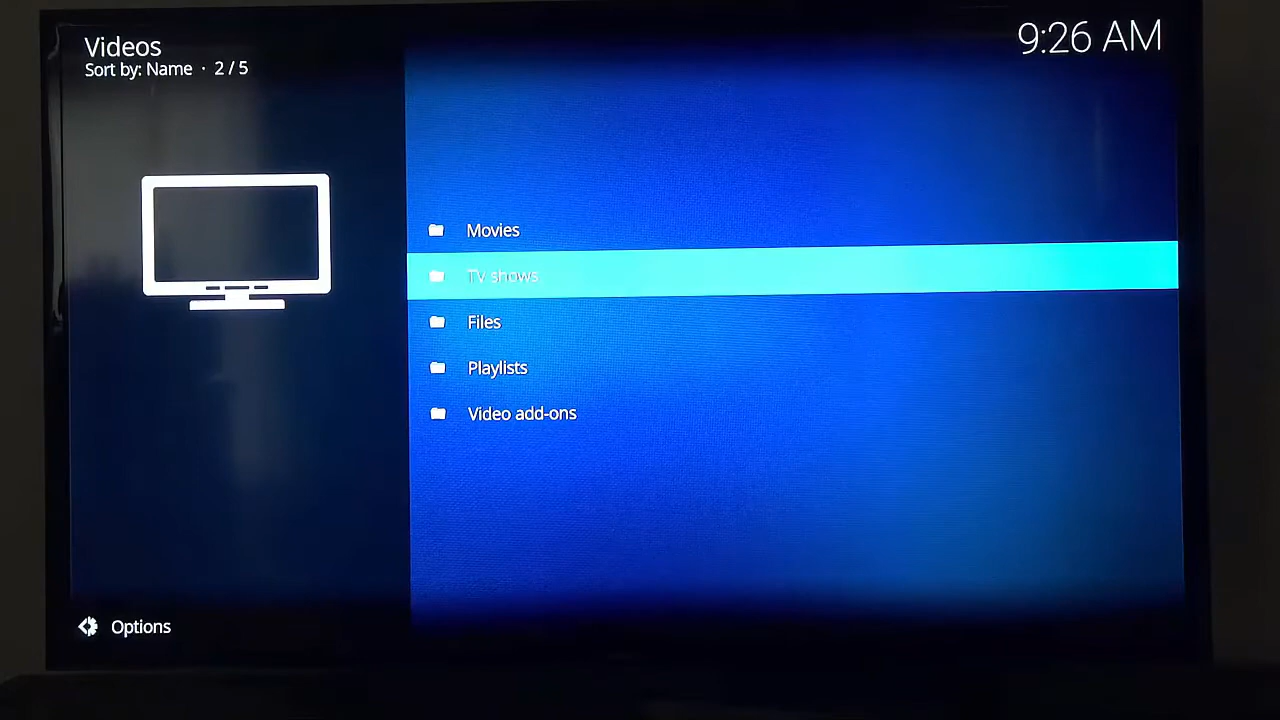 Videos
Sort by: Name · 2 / 5
9:26 AM
Movies
TV shows
Files
Playlists
Video add-ons
Options